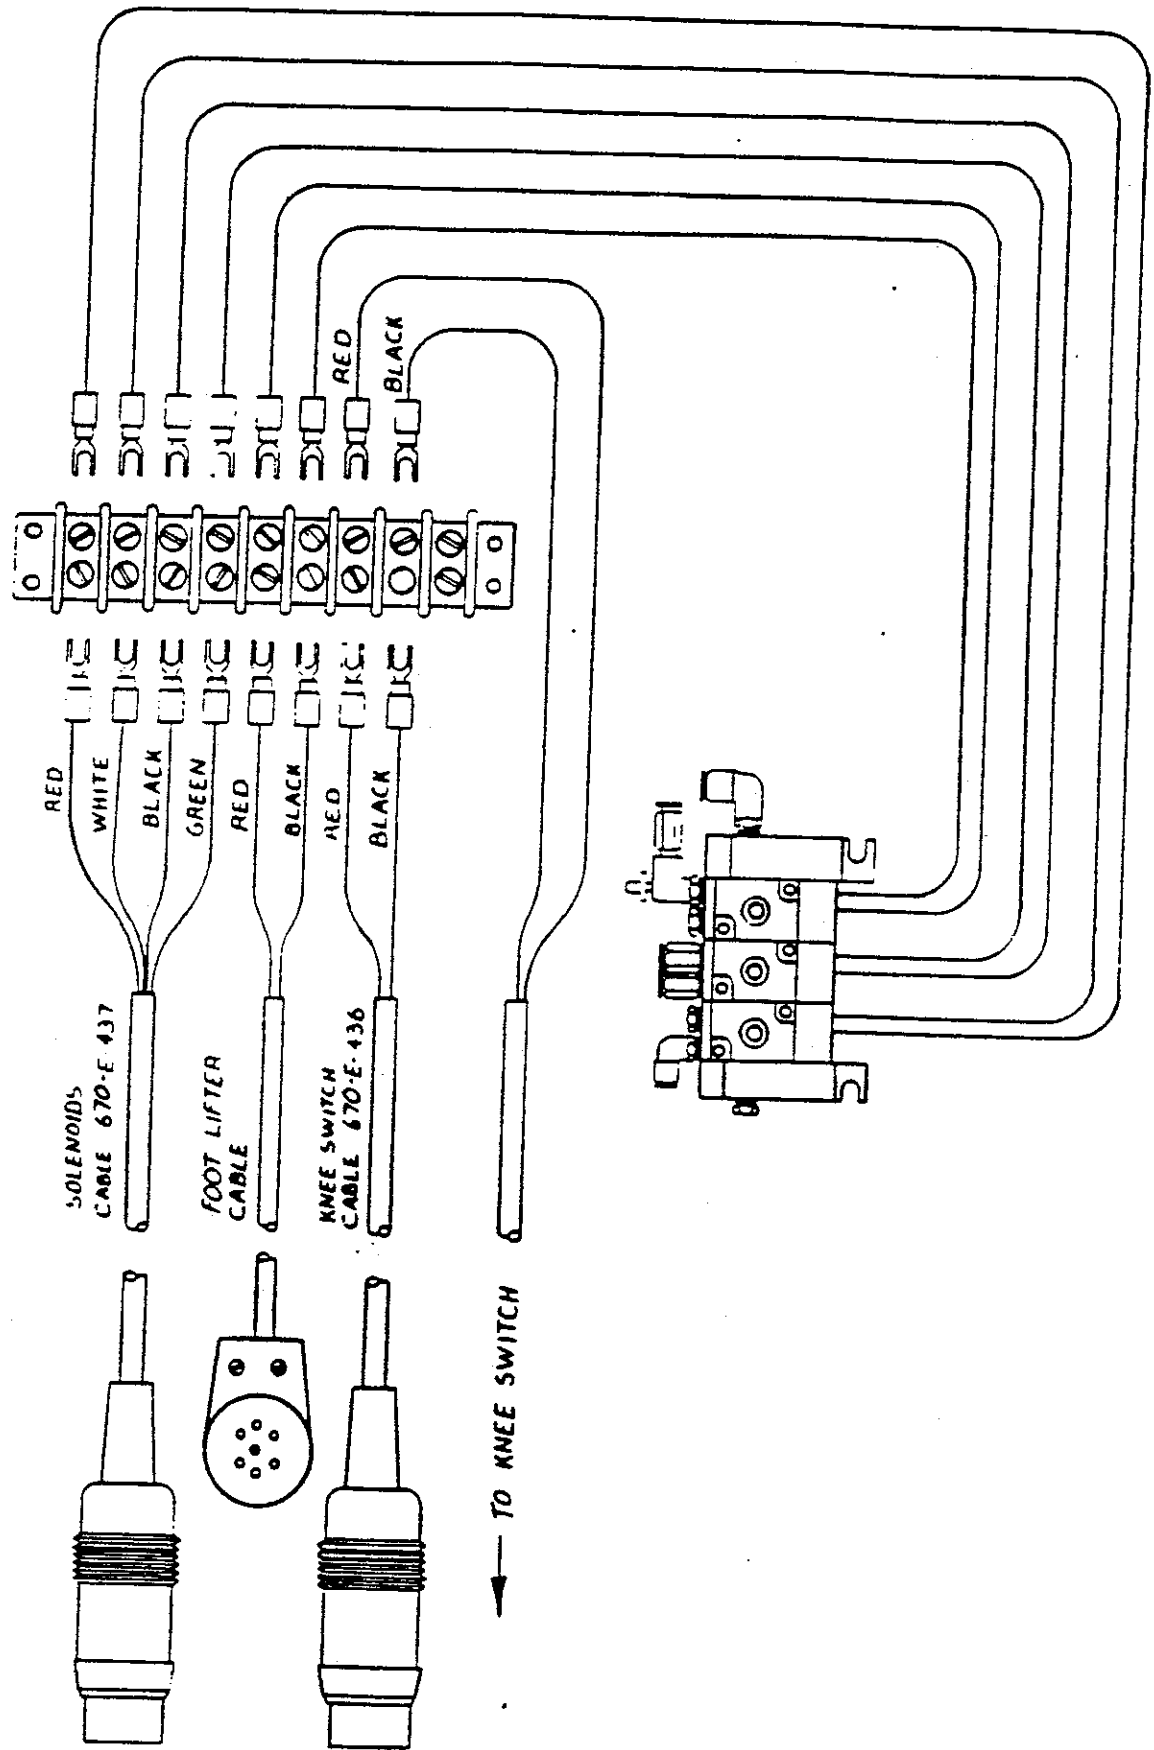 RED
BLACK
RED
WHITE
BLACK
GREEN
RED
BLACK
RED
BLACK
SOLENOIDS
CABLE 670-E-437
FOOT LIFTER
CABLE
KNEE SWITCH
CABLE 670-E-436
TO KNEE SWITCH